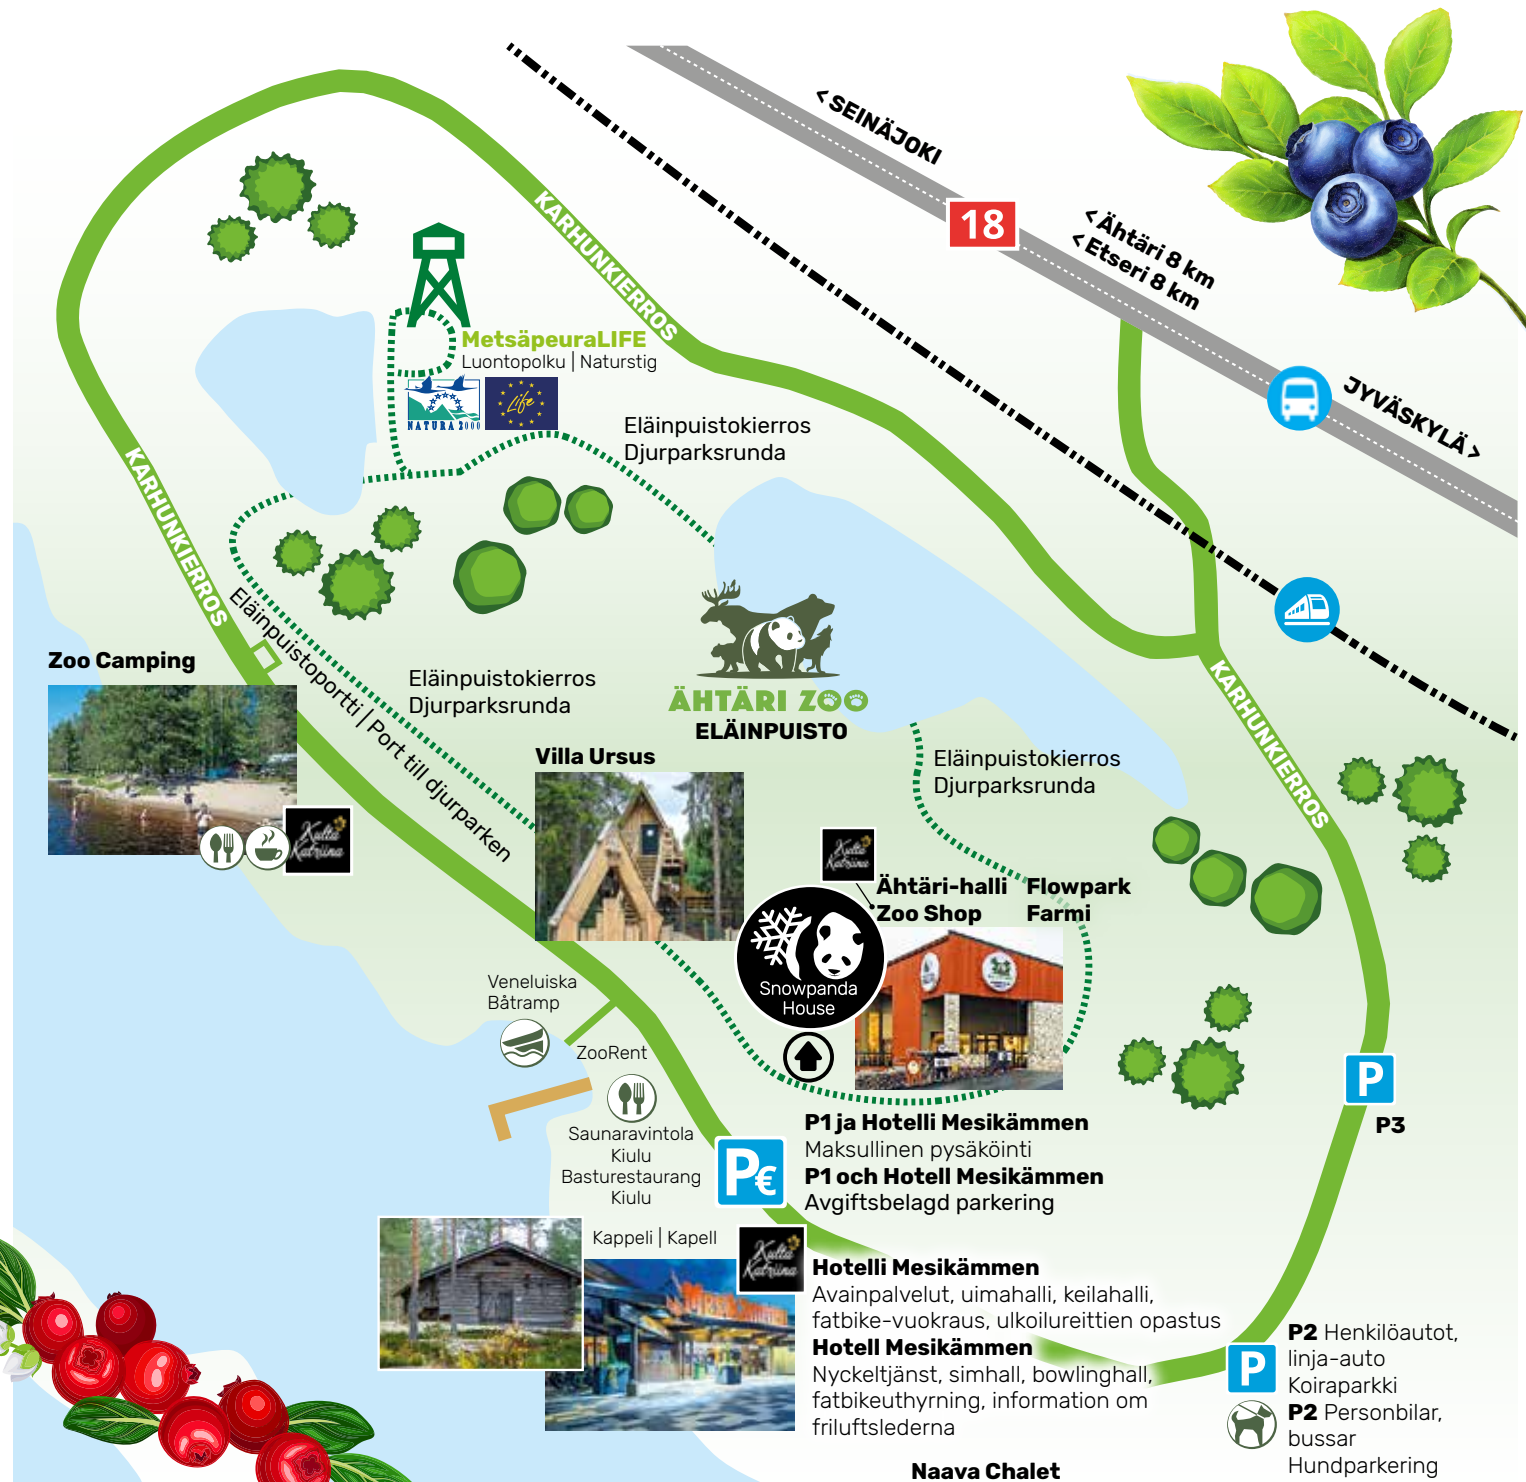 < SEINÄJOKI
18
< Ähtäri 8 km
< Etseri 8 km
JYVÄSKYLÄ >
KARHUNKIERROS
MetsäpeuraLIFE
Luontopolku | Naturstig
NATURA 2000
Life
Eläinpuistokierros
Djurparksrunda
KARHUNKIERROS
Eläinpuistoportti | Port till djurparken
Zoo Camping
Kulta
Katriina
Eläinpuistokierros
Djurparksrunda
ÄHTÄRI ZOO
ELÄINPUISTO
KARHUNKIERROS
Villa Ursus
Eläinpuistokierros
Djurparksrunda
Kulta
Katriina
Ähtäri-halli
Zoo Shop
Flowpark
Farmi
Snowpanda
House
Veneluiska
Båtramp
ZooRent
Saunaravintola
Kiulu
Basturestaurang
Kiulu
P
P3
P€
P1 ja Hotelli Mesikämmen
Maksullinen pysäköinti
P1 och Hotell Mesikämmen
Avgiftsbelagd parkering
Kappeli | Kapell
Kulta
Katriina
Hotelli Mesikämmen
Avainpalvelut, uimahalli, keilahalli,
fatbike-vuokraus, ulkoilureittien opastus
Hotell Mesikämmen
Nyckeltjänst, simhall, bowlinghall,
fatbikeuthyrning, information om
friluftslederna
P
P2 Henkilöautot,
linja-auto
Koiraparkki
P2 Personbilar,
bussar
Hundparkering
Naava Chalet